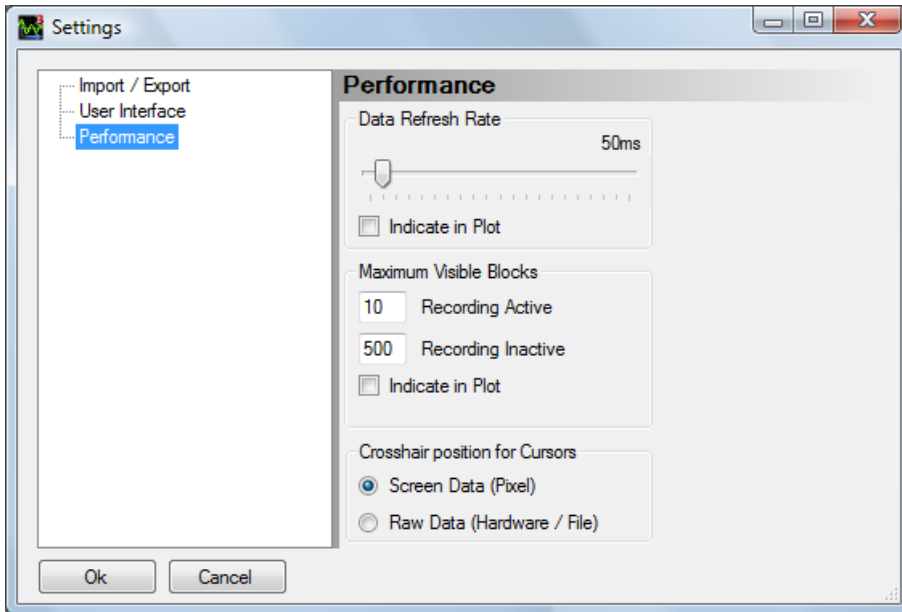 Settings
Import / Export
User Interface
Performance
Performance
Data Refresh Rate
50ms
Indicate in Plot
Maximum Visible Blocks
10 Recording Active
500 Recording Inactive
Indicate in Plot
Crosshair position for Cursors
Screen Data (Pixel)
Raw Data (Hardware / File)
Ok Cancel